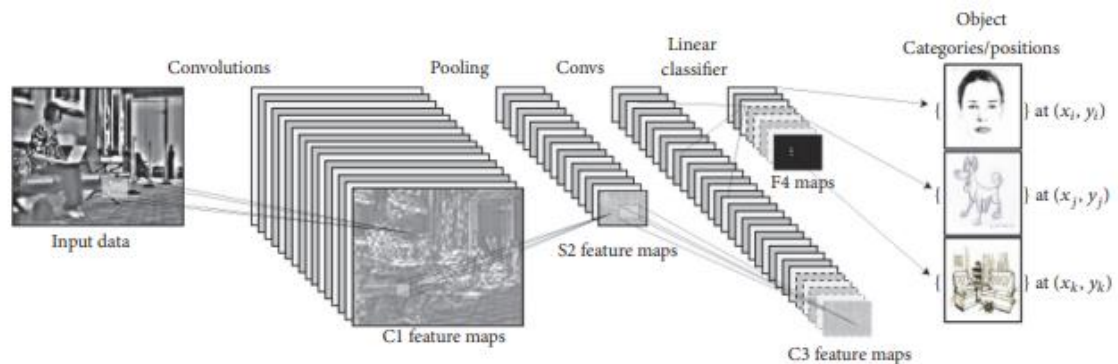 Convolutions
Pooling
Convs
Linear
classifier
Object
Categories/positions
Input data
C1 feature maps
S2 feature maps
C3 feature maps
F4 maps
{ } at (xᵢ, yᵢ)
{ } at (xⱼ, yⱼ)
{ } at (xₖ, yₖ)